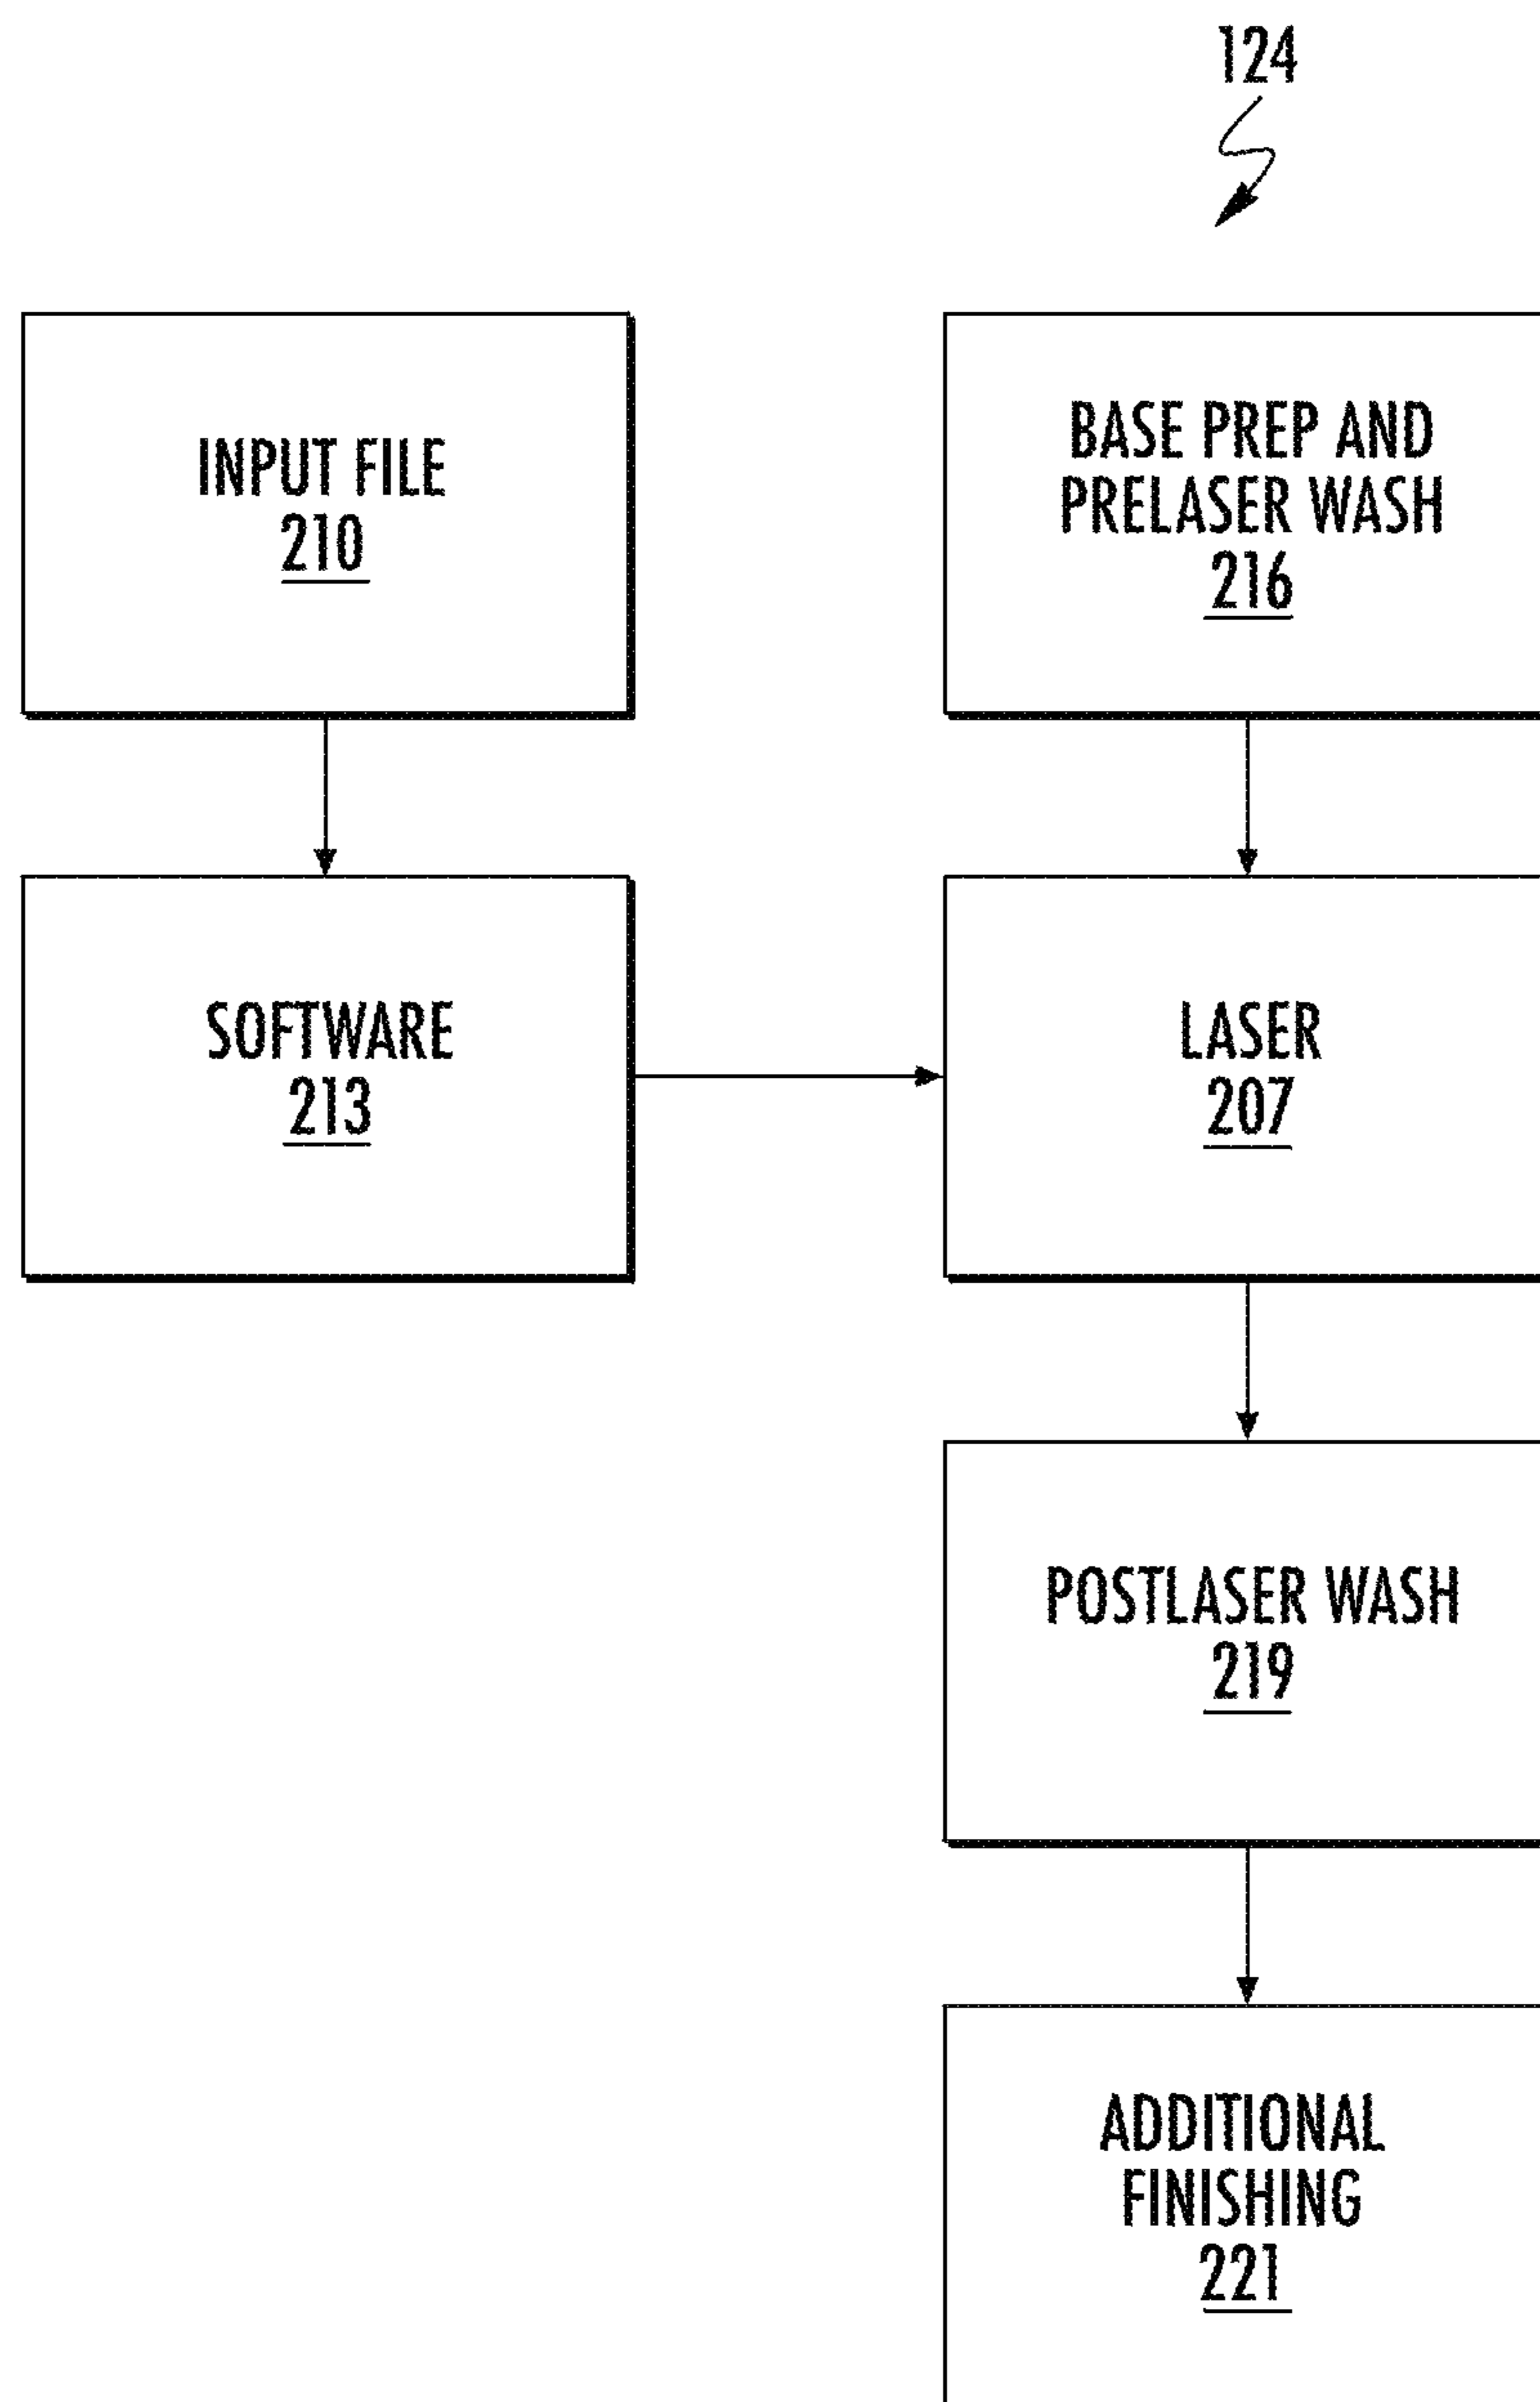 124
INPUT FILE
210
BASE PREP AND
PRELASER WASH
216
SOFTWARE
213
LASER
207
POSTLASER WASH
219
ADDITIONAL
FINISHING
221